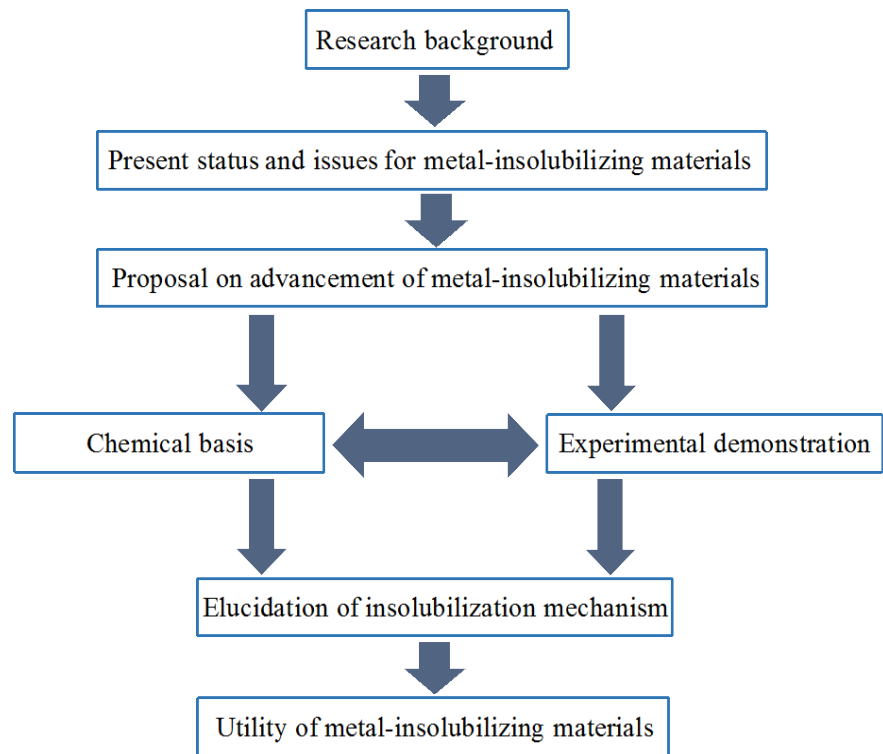 Research background
Present status and issues for metal-insolubilizing materials
Proposal on advancement of metal-insolubilizing materials
Chemical basis
Experimental demonstration
Elucidation of insolubilization mechanism
Utility of metal-insolubilizing materials